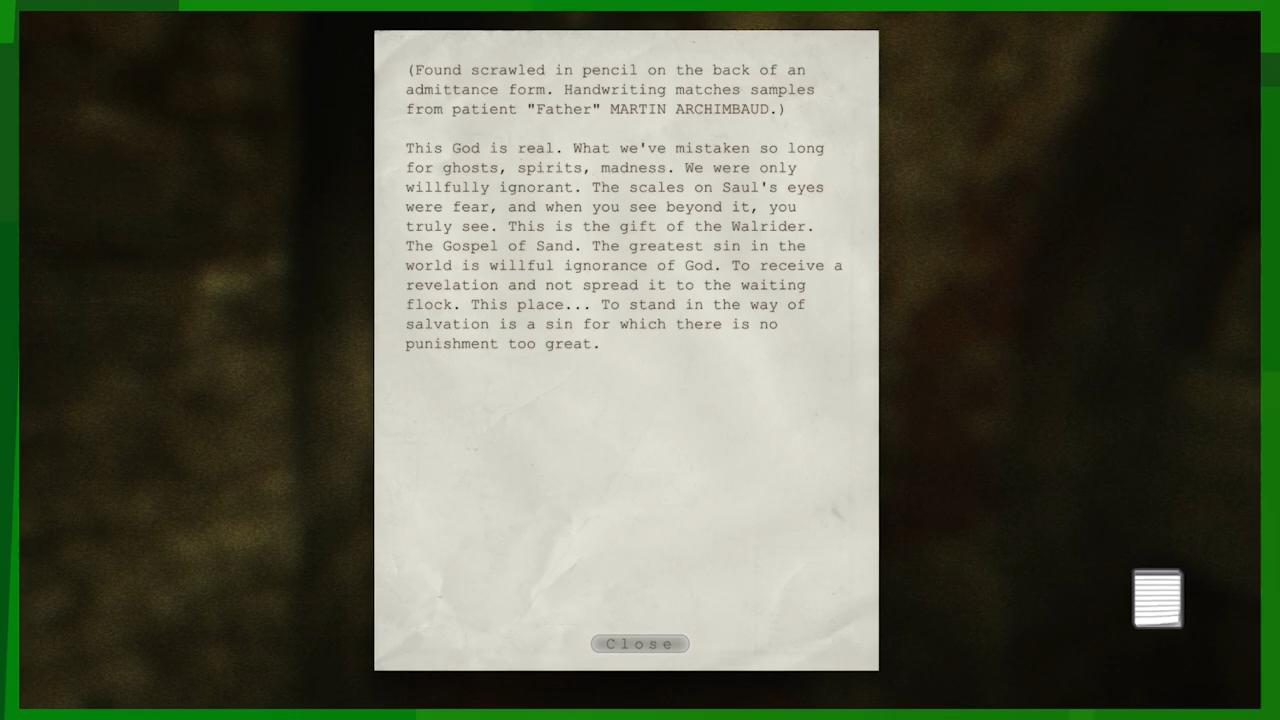 (Found scrawled in pencil on the back of an
admittance form. Handwriting matches samples
from patient "Father" MARTIN ARCHIMBAUD.)
This God is real. What we've mistaken so long
for ghosts, spirits, madness. We were only
willfully ignorant. The scales on Saul's eyes
were fear, and when you see beyond it, you
truly see. This is the gift of the Walrider.
The Gospel of Sand. The greatest sin in the
world is willful ignorance of God. To receive a
revelation and not spread it to the waiting
flock. This place... To stand in the way of
salvation is a sin for which there is no
punishment too great.
Close